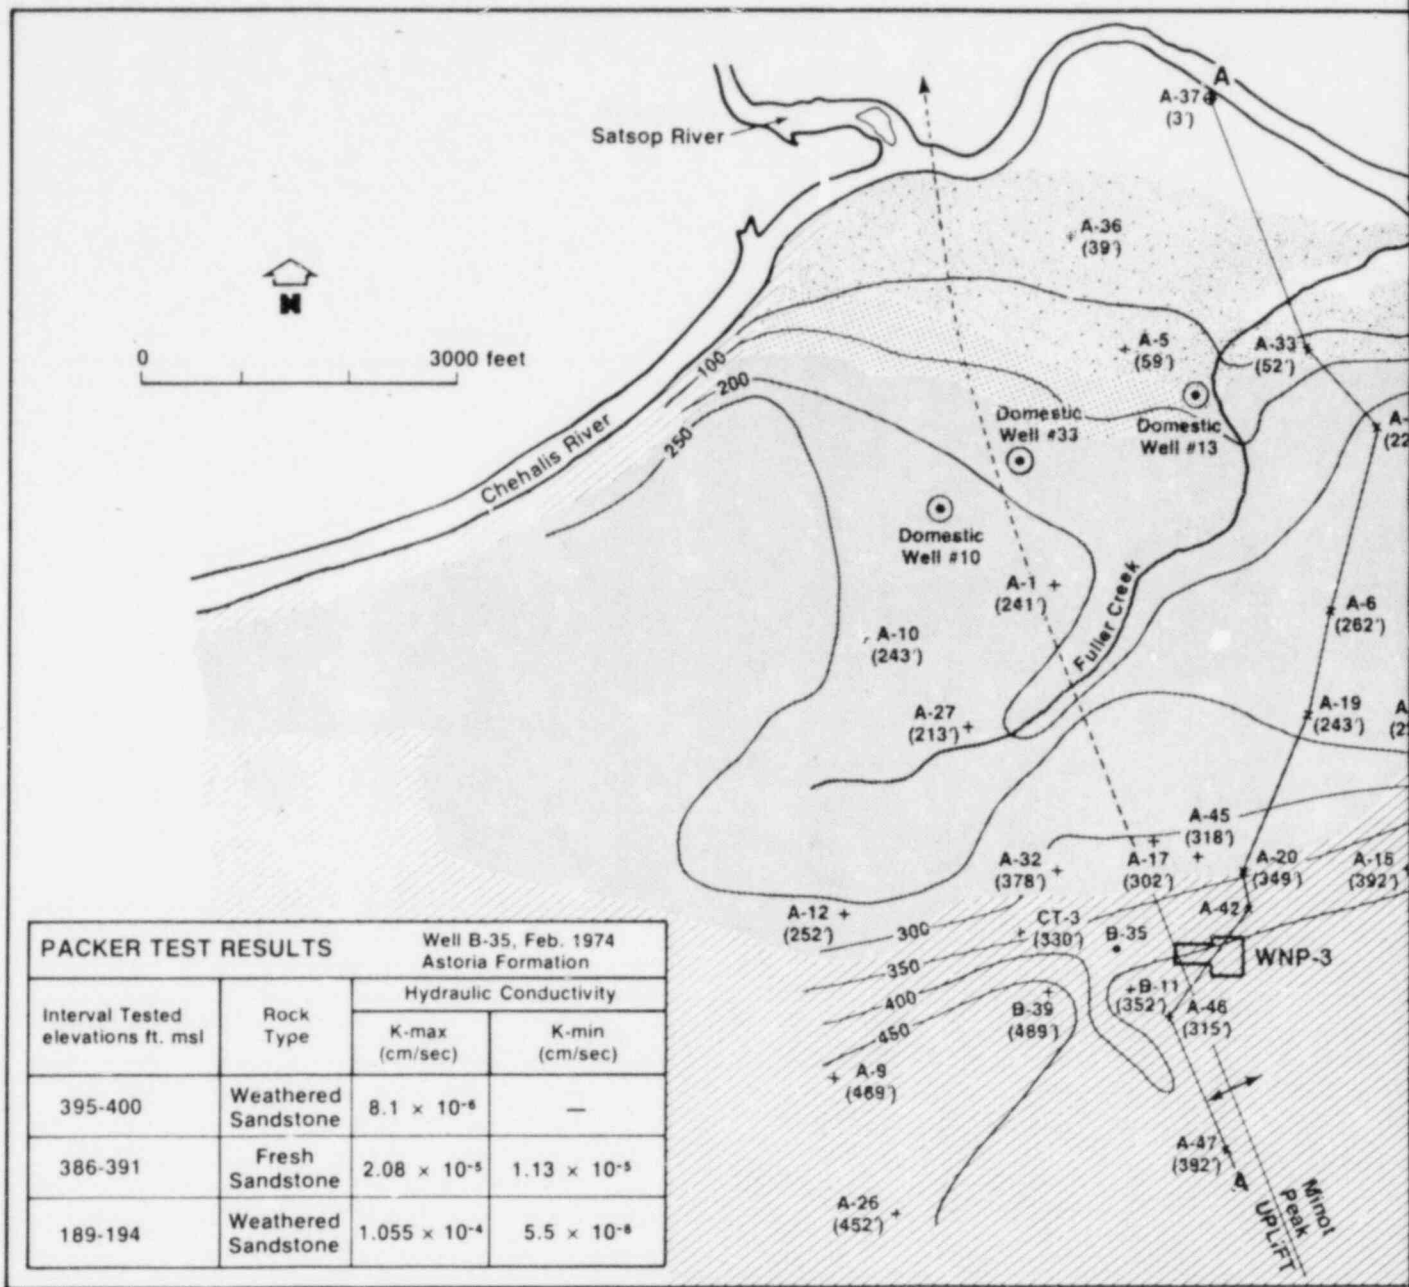 A
A-37
(3')
Satsop River
A-36
(39')
N
0 3000 feet
A-5
(59')
A-33
(52')
100
200
250
Chehalis River
Domestic
Well #33
Domestic
Well #13
A-
(22
Domestic
Well #10
A-1
(241')
Fuller Creek
A-6
(262')
A-10
(243')
A-27
(213')
A-19
(243')
A-45
(318')
A-32
(378')
A-17
(302')
A-20
(349')
(392')
A-12
(252')
300
CT-3
(330')
B-35
A-42
WNP-3
350
400
450
B-39
(469')
B-11
(352')
A-46
(315')
A-9
(469')
A-47
(392')
A
A-26
(452')
Minot
Peak
UPLIFT
PACKER TEST RESULTS
Well B-35, Feb. 1974
Astoria Formation
Interval Tested
elevations ft. msl
Rock
Type
Hydraulic Conductivity
K-max
(cm/sec)
K-min
(cm/sec)
395-400 Weathered Sandstone 8.1 × 10⁻⁶ —
386-391 Fresh Sandstone 2.08 × 10⁻⁵ 1.13 × 10⁻⁵
189-194 Weathered Sandstone 1.055 × 10⁻⁴ 5.5 × 10⁻⁶